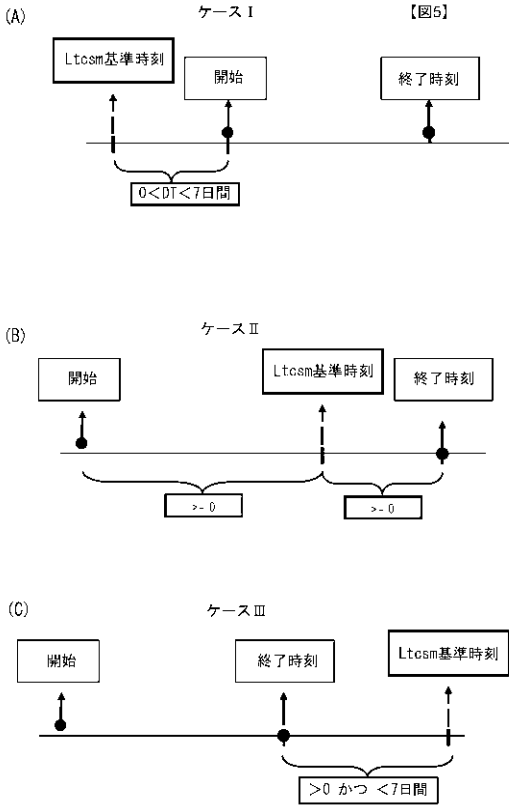 (A)
ケースⅠ
【図5】
Ltcsm基準時刻
開始
終了時刻
0<DT<7日間
(B)
ケースⅡ
開始
Ltcsm基準時刻
終了時刻
>-0
>-0
(C)
ケースⅢ
開始
終了時刻
Ltcsm基準時刻
>0 かつ <7日間